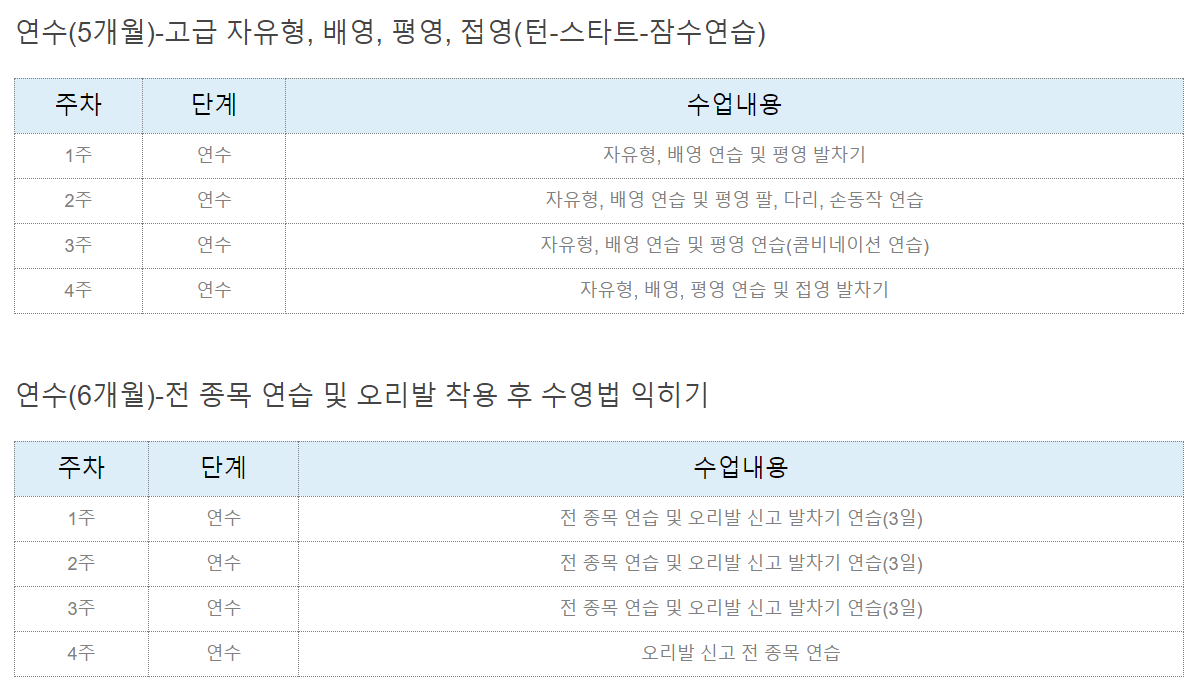 연수(5개월)-고급 자유형, 배영, 평영, 접영(턴-스타트-잠수연습)
주차 단계 수업내용
1주 연수 자유형, 배영 연습 및 평영 발차기
2주 연수 자유형, 배영 연습 및 평영 팔, 다리, 손동작 연습
3주 연수 자유형, 배영 연습 및 평영 연습(콤비네이션 연습)
4주 연수 자유형, 배영, 평영 연습 및 접영 발차기
연수(6개월)-전 종목 연습 및 오리발 착용 후 수영법 익히기
주차 단계 수업내용
1주 연수 전 종목 연습 및 오리발 신고 발차기 연습(3일)
2주 연수 전 종목 연습 및 오리발 신고 발차기 연습(3일)
3주 연수 전 종목 연습 및 오리발 신고 발차기 연습(3일)
4주 연수 오리발 신고 전 종목 연습